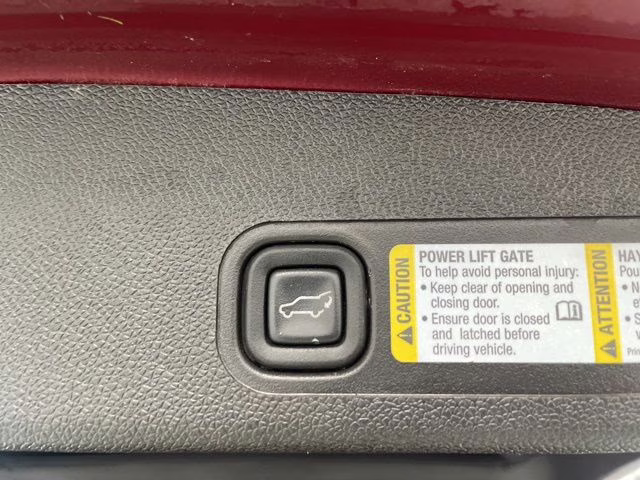 CAUTION
POWER LIFT GATE
To help avoid personal injury:
• Keep clear of opening and
closing door.
• Ensure door is closed
and latched before
driving vehicle.
ATTENTION